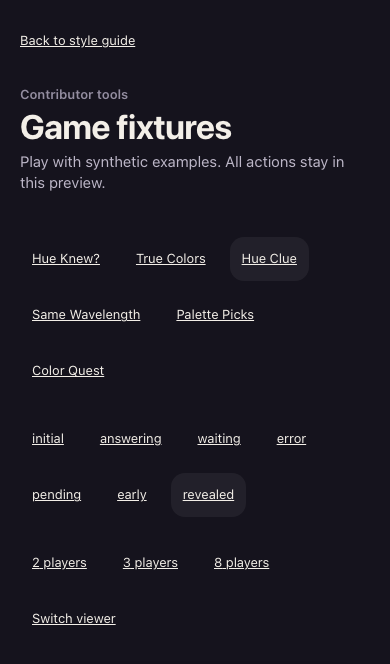 Back to style guide
Contributor tools
Game fixtures
Play with synthetic examples. All actions stay in
this preview.
Hue Knew? True Colors Hue Clue
Same Wavelength Palette Picks
Color Quest
initial answering waiting error
pending early revealed
2 players 3 players 8 players
Switch viewer